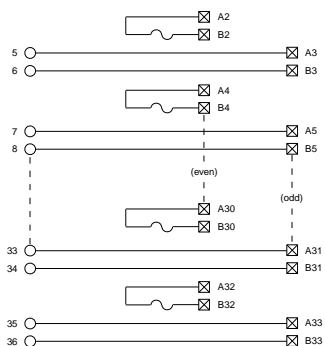 A2
B2
5 A3
6 B3
A4
B4
7 A5
8 B5
(even)
(odd)
A30
B30
33 A31
34 B31
A32
B32
35 A33
36 B33